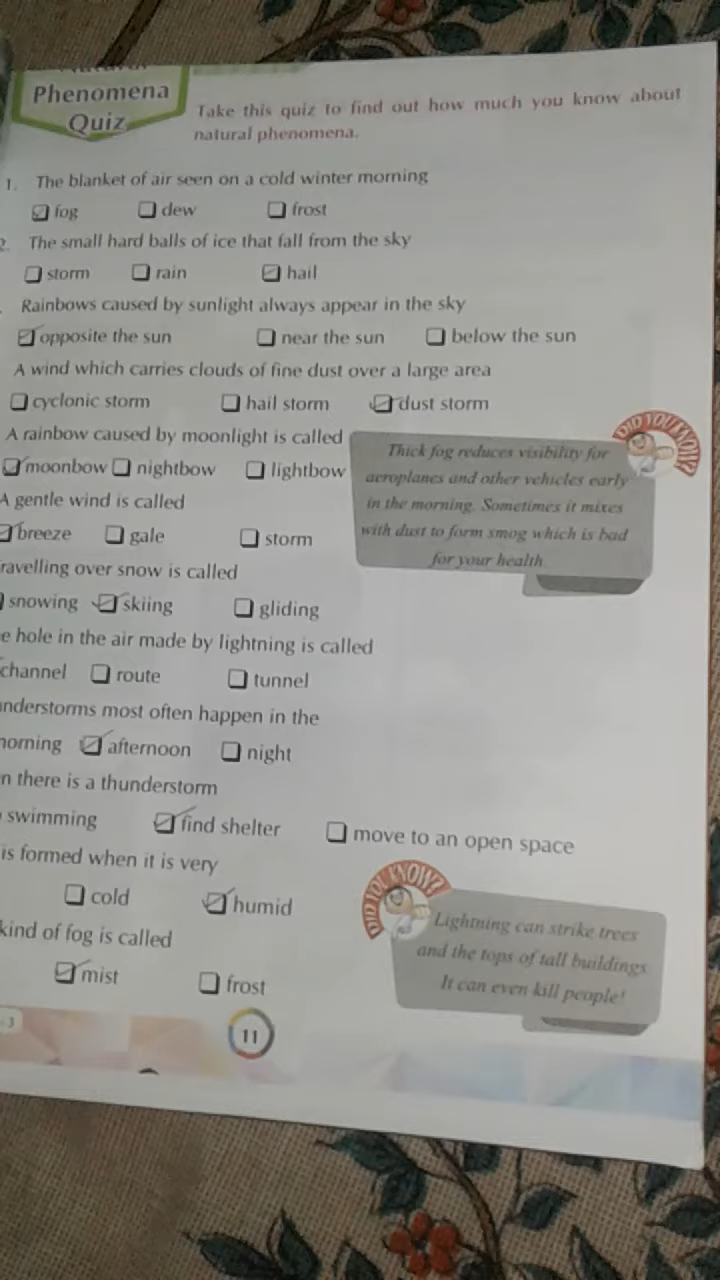 Phenomena
Quiz
Take this quiz to find out how much you know about
natural phenomena.
1. The blanket of air seen on a cold winter morning
fog dew frost
2. The small hard balls of ice that fall from the sky
storm rain hail
Rainbows caused by sunlight always appear in the sky
opposite the sun near the sun below the sun
A wind which carries clouds of fine dust over a large area
cyclonic storm hail storm dust storm
A rainbow caused by moonlight is called
moonbow nightbow lightbow
DID YOU KNOW?
Thick fog reduces visibility for
aeroplanes and other vehicles early
in the morning. Sometimes it mixes
with dust to form smog which is bad
for your health.
A gentle wind is called
breeze gale storm
ravelling over snow is called
snowing skiing gliding
e hole in the air made by lightning is called
channel route tunnel
understorms most often happen in the
morning afternoon night
n there is a thunderstorm
swimming find shelter move to an open space
is formed when it is very
cold humid
kind of fog is called
mist frost
DID YOU KNOW?
Lightning can strike trees
and the tops of tall buildings.
It can even kill people!
-3
11